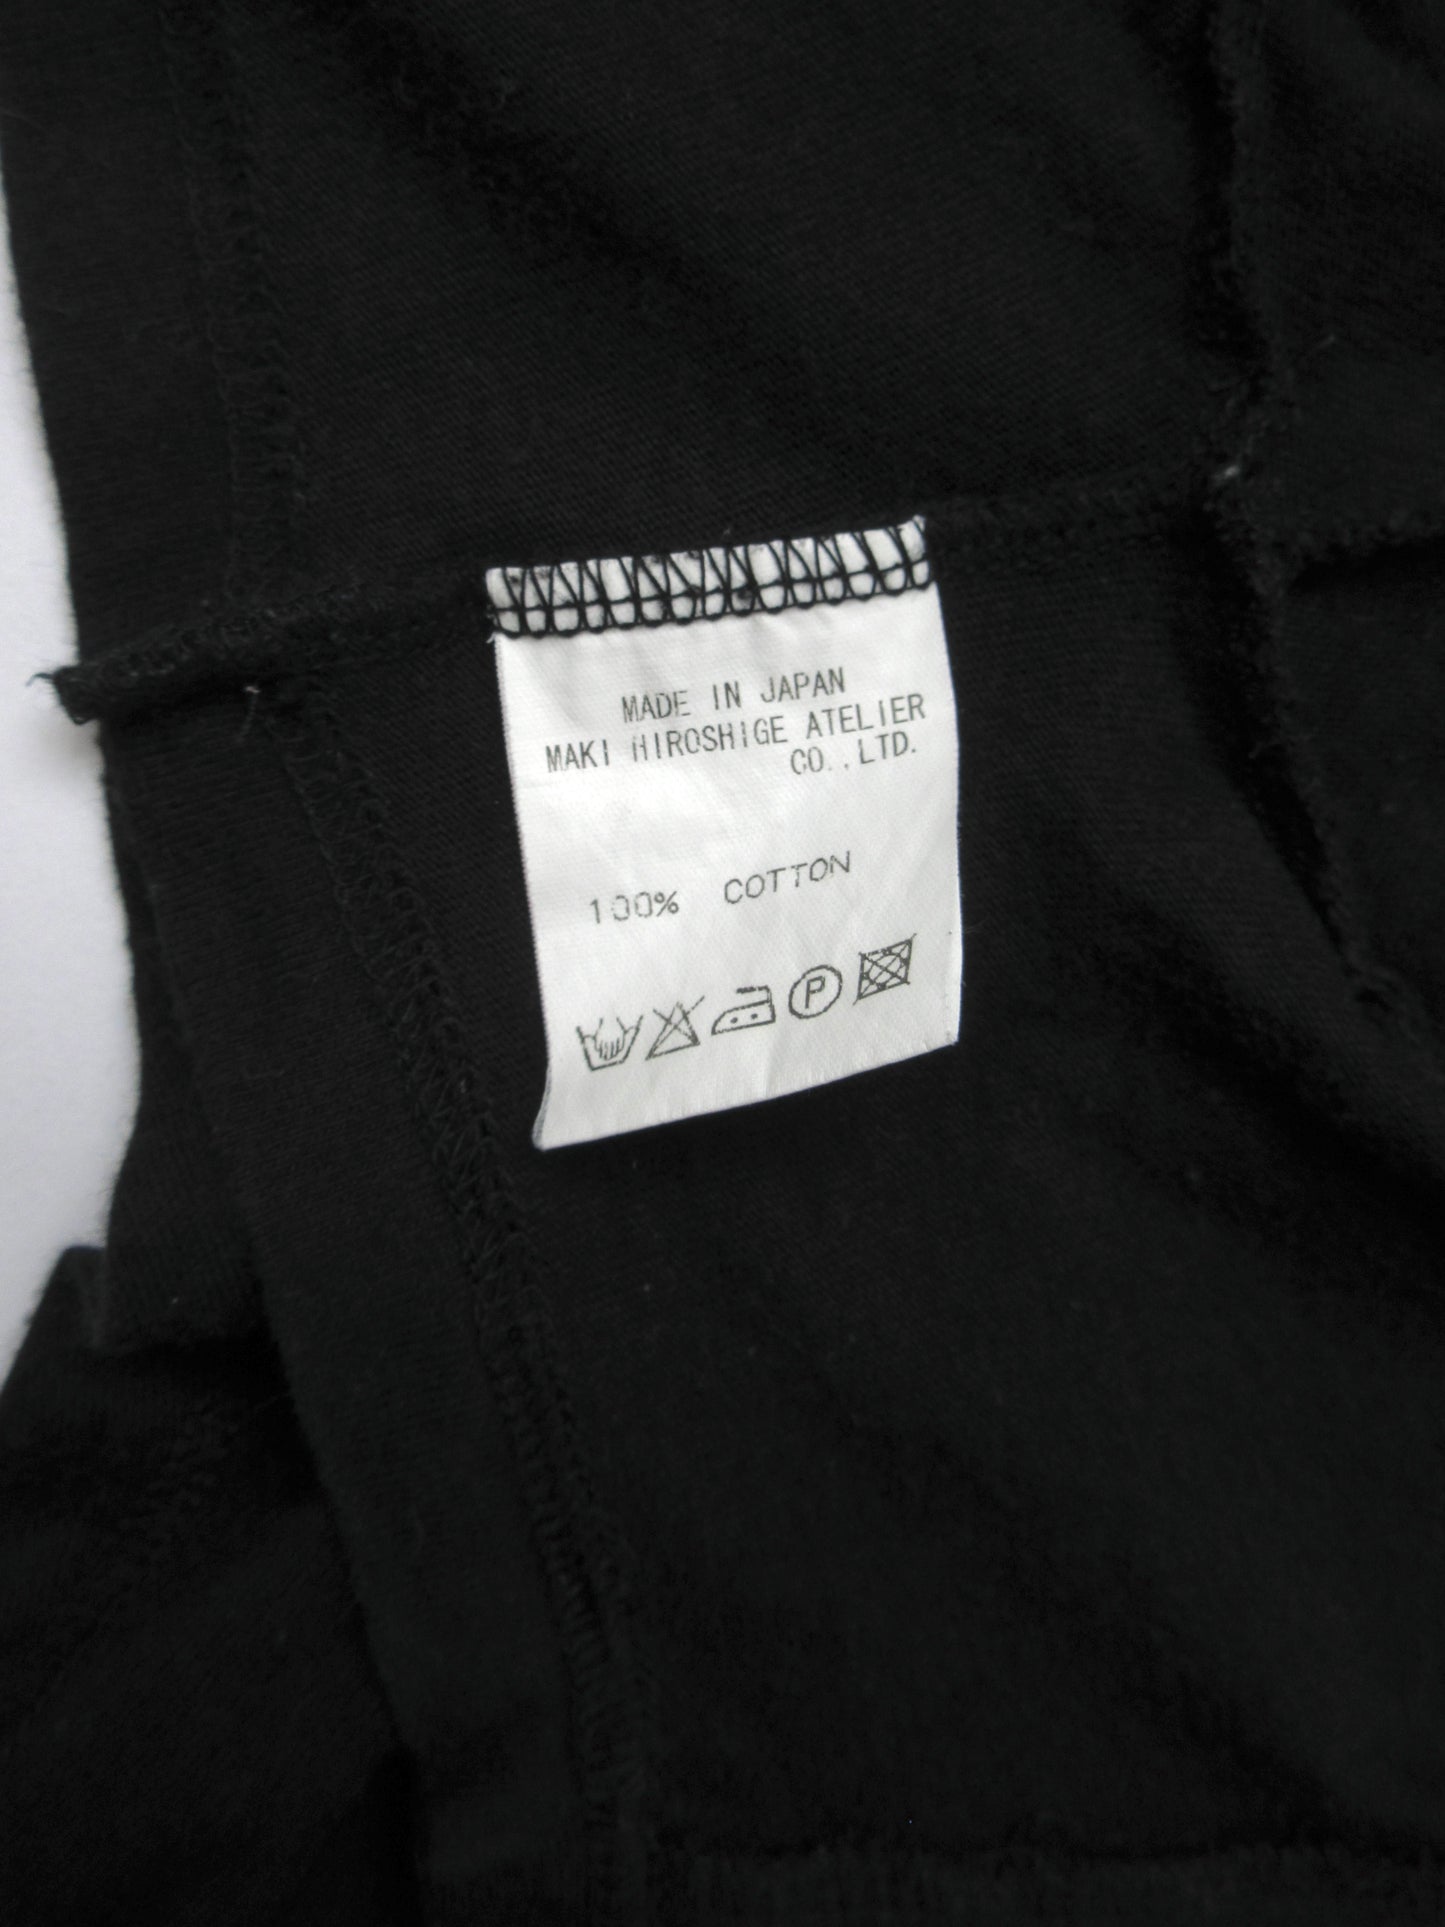 MADE IN JAPAN
MAKI HIROSHIGE ATELIER
CO.,LTD.
100% COTTON
P